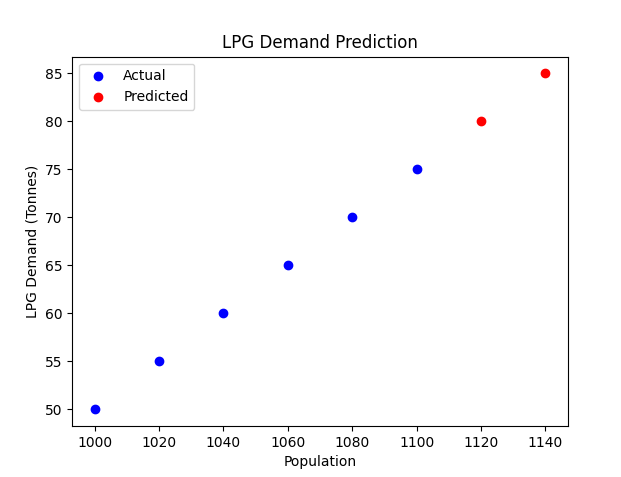 LPG Demand Prediction
Actual
Predicted
85
80
75
70
65
60
55
50
LPG Demand (Tonnes)
1000 1020 1040 1060 1080 1100 1120 1140
Population